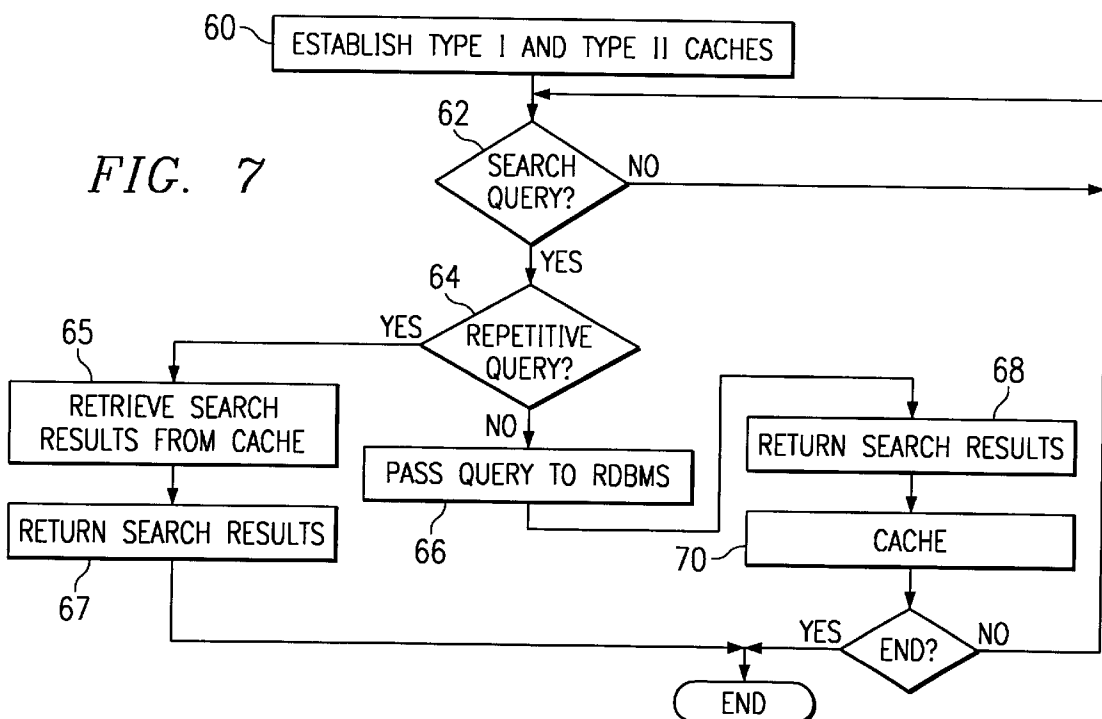 60
ESTABLISH TYPE I AND TYPE II CACHES
FIG. 7
62
SEARCH
QUERY?
NO
YES
64
REPETITIVE
QUERY?
YES
NO
65
RETRIEVE SEARCH
RESULTS FROM CACHE
RETURN SEARCH RESULTS
67
PASS QUERY TO RDBMS
66
68
RETURN SEARCH RESULTS
CACHE
70
END?
YES
NO
END